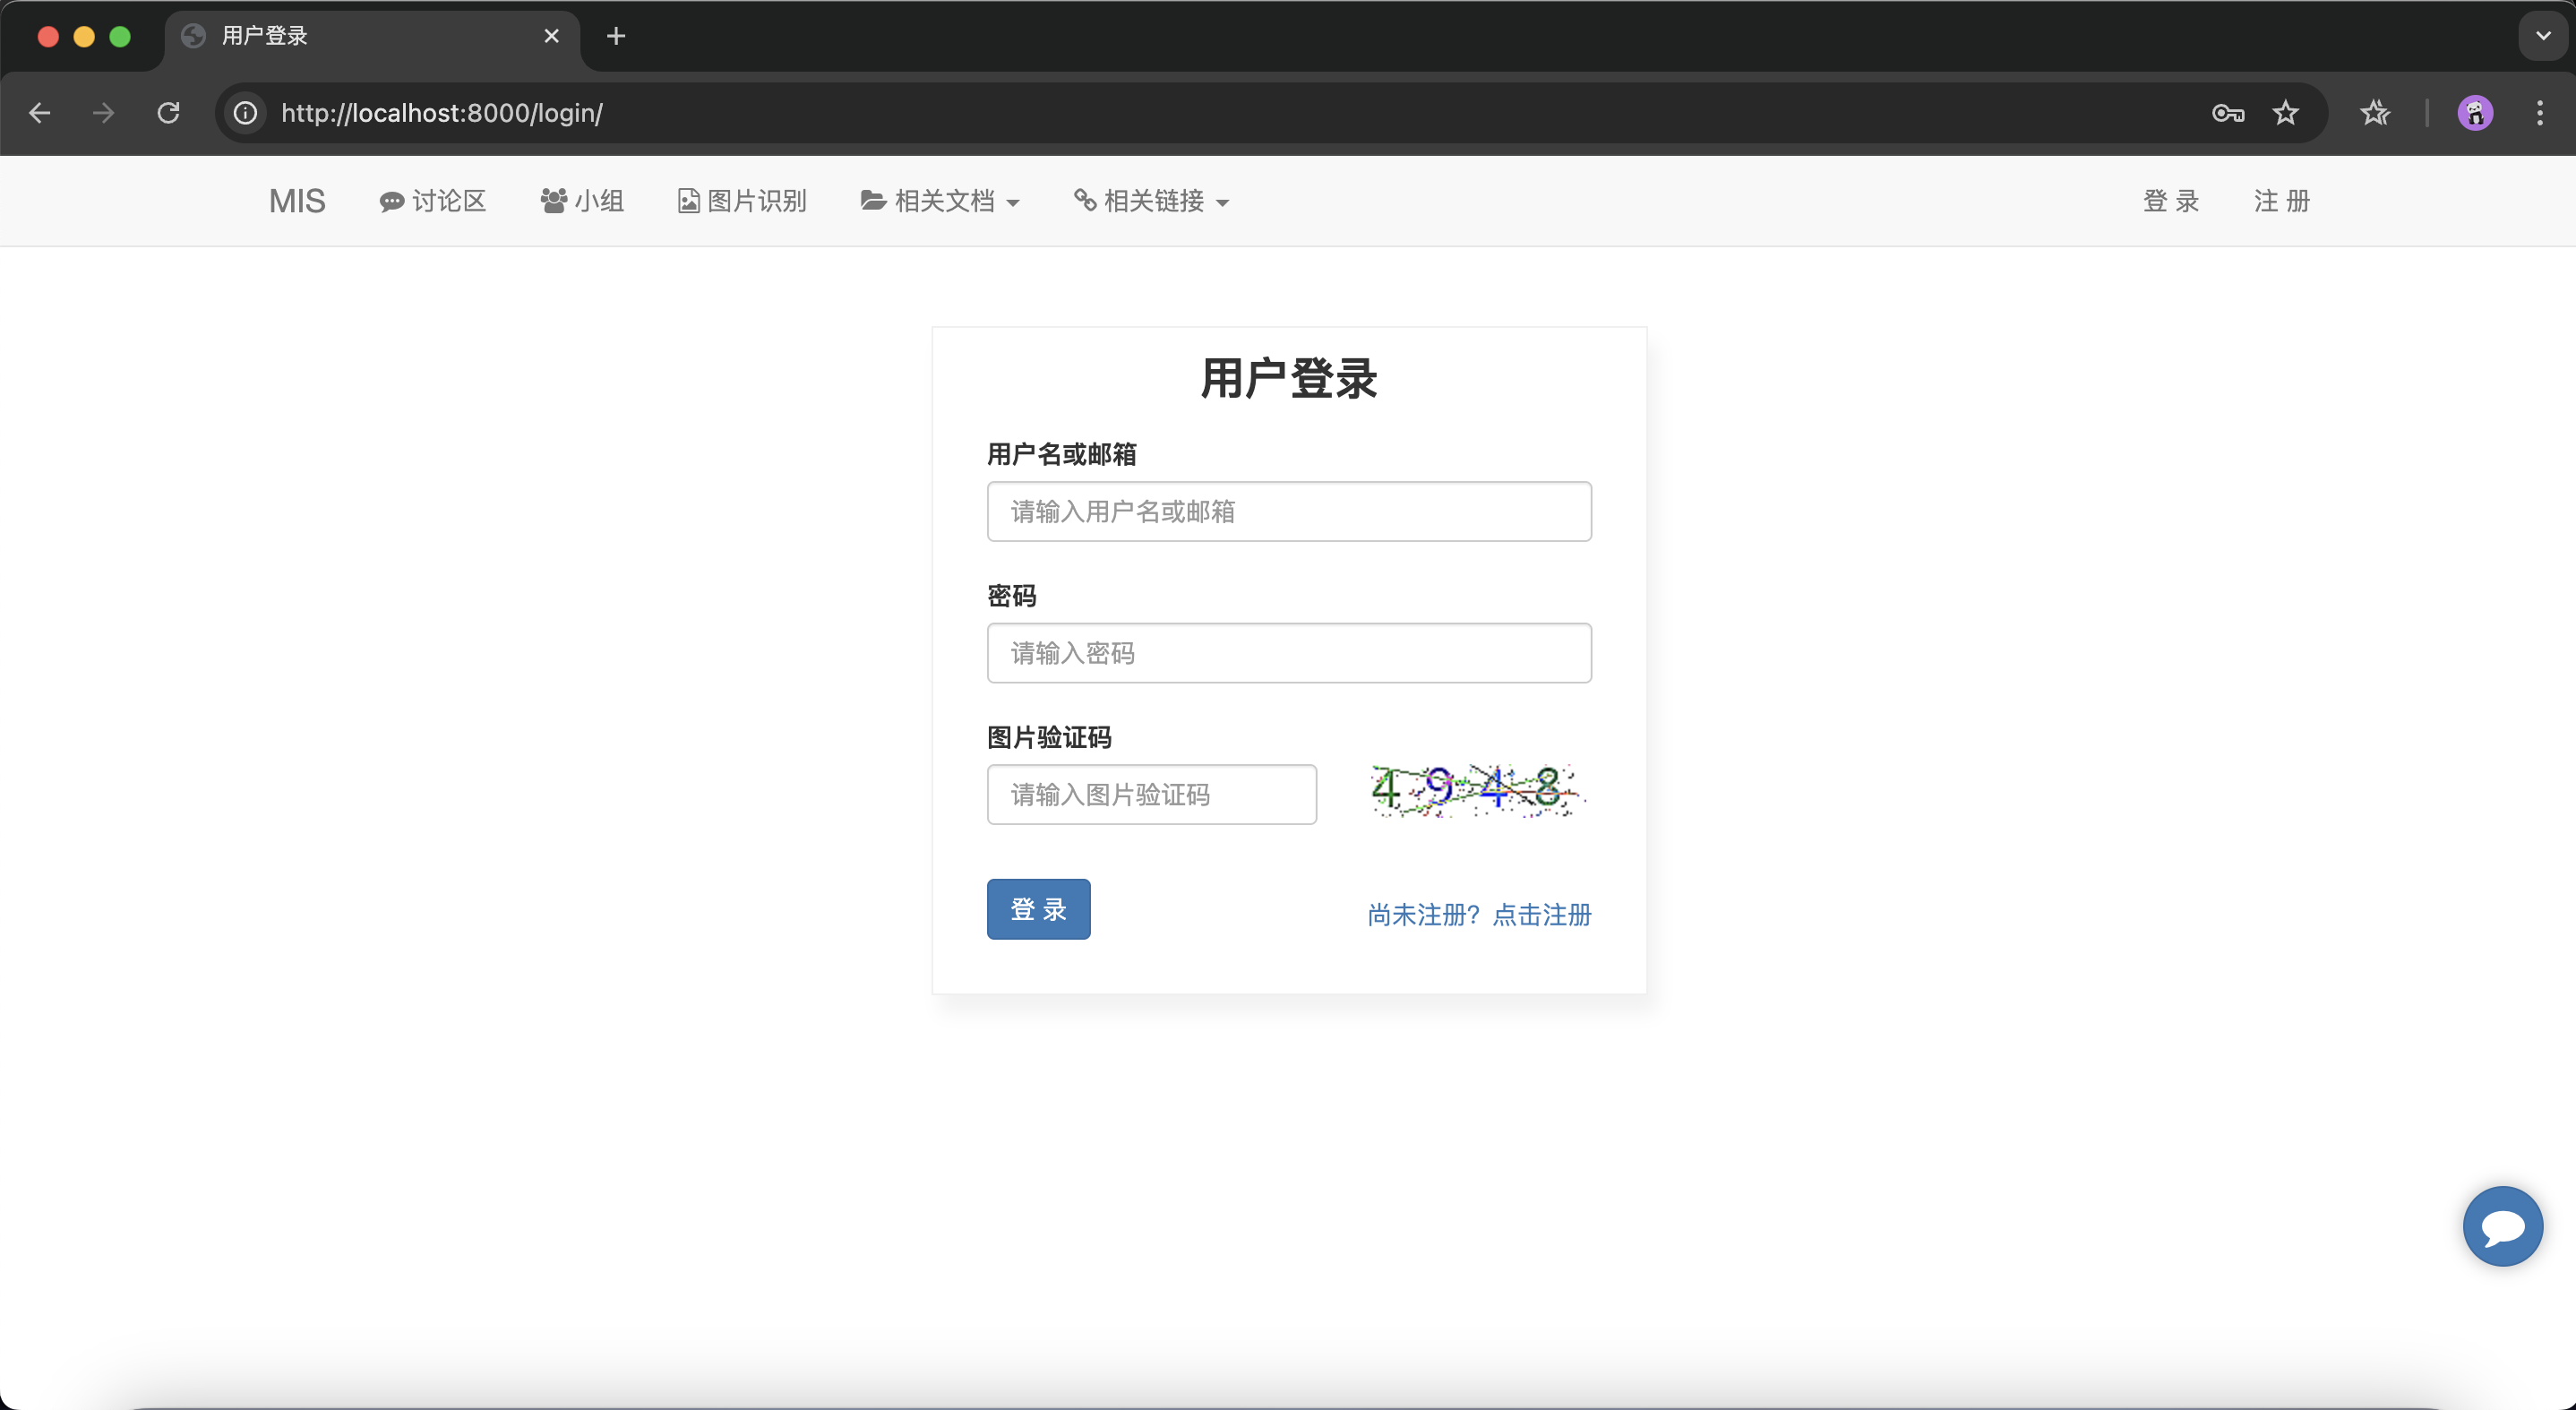 用户登录
http://localhost:8000/login/
MIS 讨论区 小组 图片识别 相关文档 相关链接 登 录 注 册
用户登录
用户名或邮箱
请输入用户名或邮箱
密码
请输入密码
图片验证码
请输入图片验证码 4948
登 录 尚未注册？点击注册